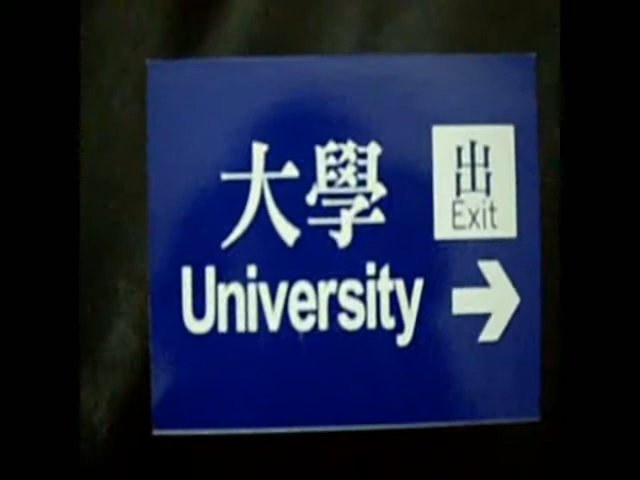 大學
University
出
Exit